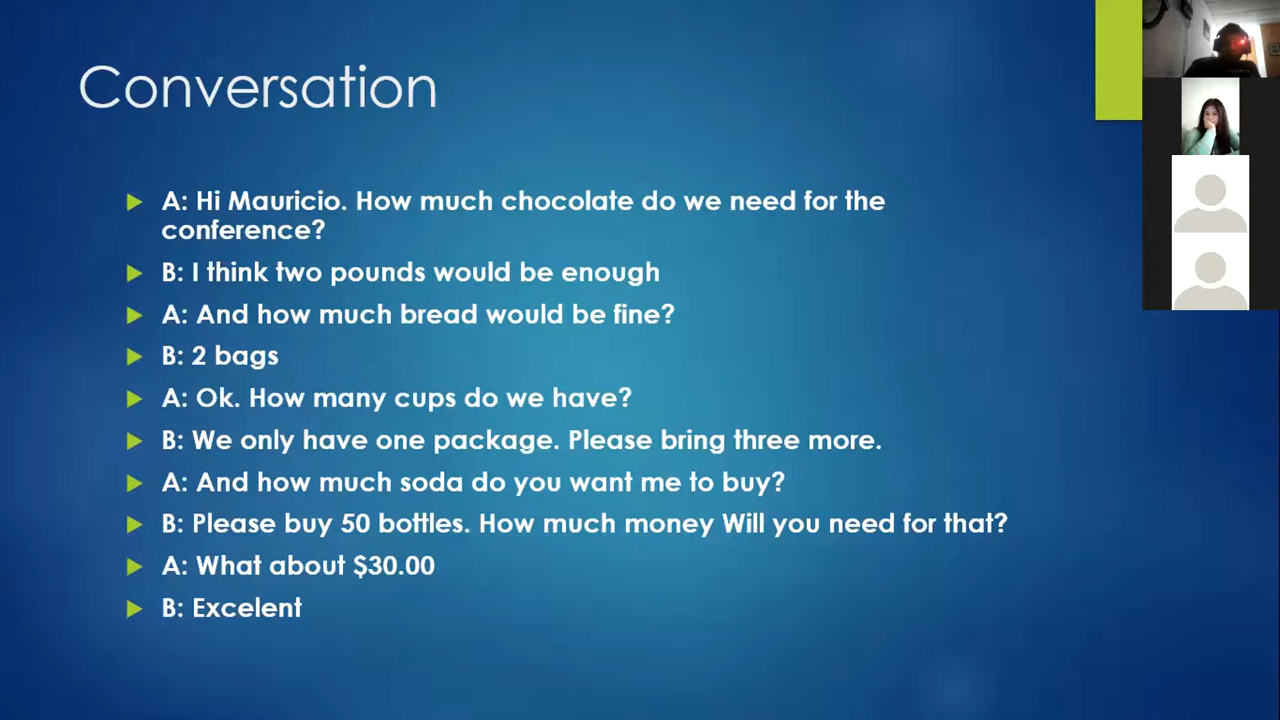 Conversation
A: Hi Mauricio. How much chocolate do we need for the
conference?
B: I think two pounds would be enough
A: And how much bread would be fine?
B: 2 bags
A: Ok. How many cups do we have?
B: We only have one package. Please bring three more.
A: And how much soda do you want me to buy?
B: Please buy 50 bottles. How much money Will you need for that?
A: What about $30.00
B: Excelent